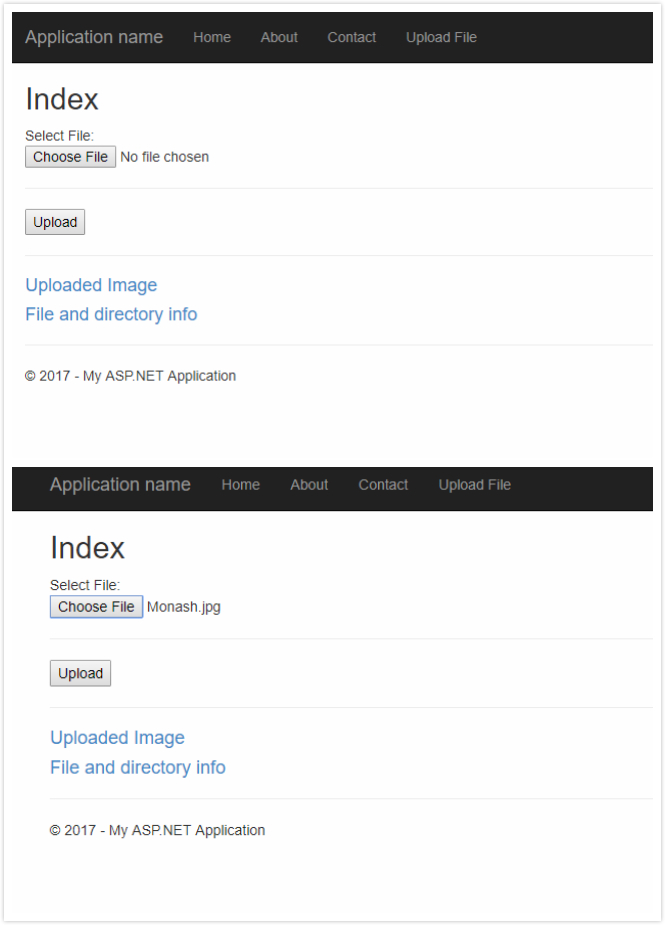 Application name Home About Contact Upload File
Index
Select File:
Choose File No file chosen
Upload
Uploaded Image
File and directory info
© 2017 - My ASP.NET Application
Application name Home About Contact Upload File
Index
Select File:
Choose File Monash.jpg
Upload
Uploaded Image
File and directory info
© 2017 - My ASP.NET Application